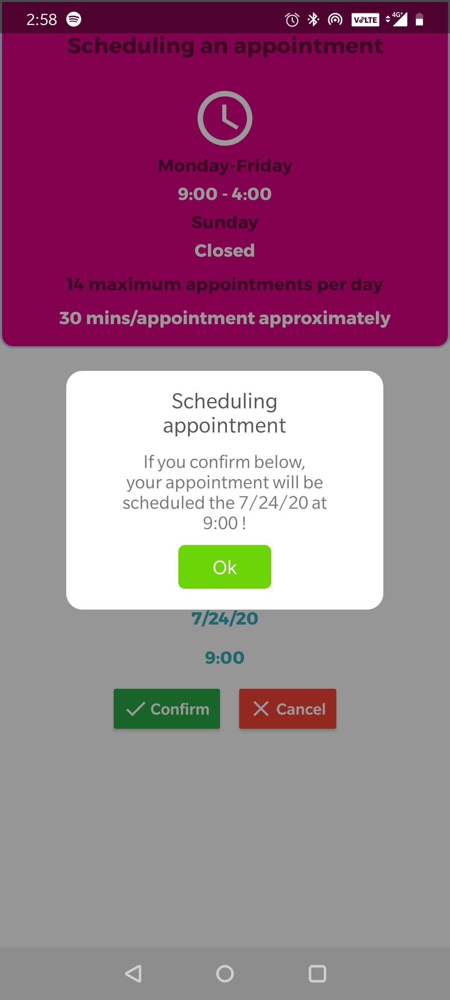 2:58
VoLTE
4G+
Scheduling an appointment
Monday-Friday
9:00 - 4:00
Sunday
Closed
14 maximum appointments per day
30 mins/appointment approximately
Scheduling
appointment
If you confirm below,
your appointment will be
scheduled the 7/24/20 at
9:00 !
Ok
7/24/20
9:00
Confirm
Cancel